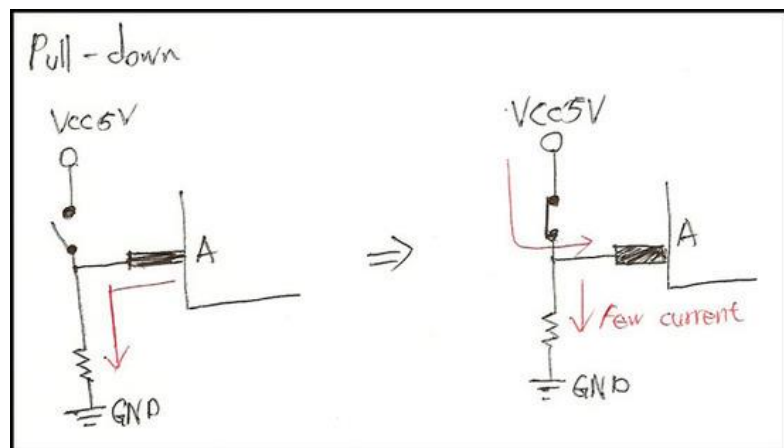 Pull-down
VCC5V
A
GND
⇒
VCC5V
A
Few current
GND